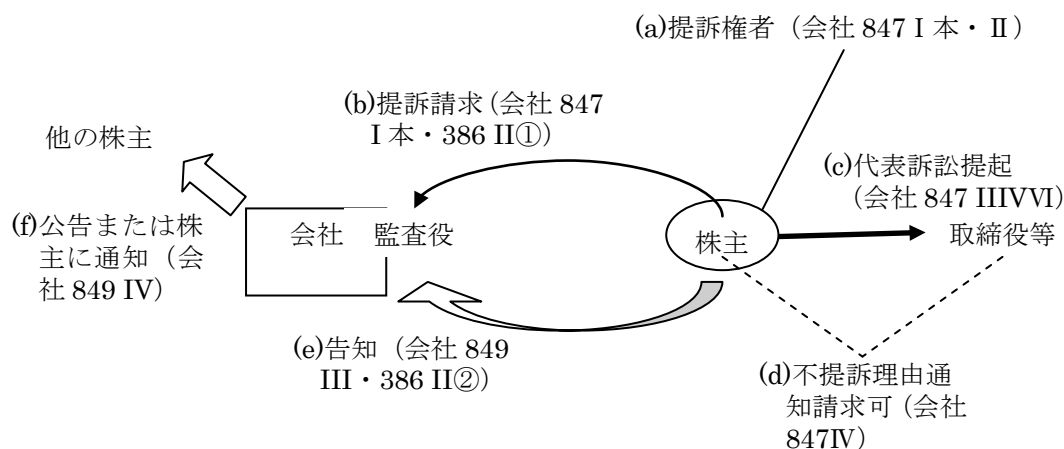 (a)提訴権者（会社 847 I 本・Ⅱ）
(b)提訴請求（会社 847
I 本・386 II①）
他の株主
(c)代表訴訟提起
（会社 847 IIIVVI）
(f)公告または株
主に通知（会
社 849 IV）
会社 監査役
株主
取締役等
(e)告知（会社 849
III・386 II②）
(d)不提訴理由通
知請求可（会社
847Ⅳ）